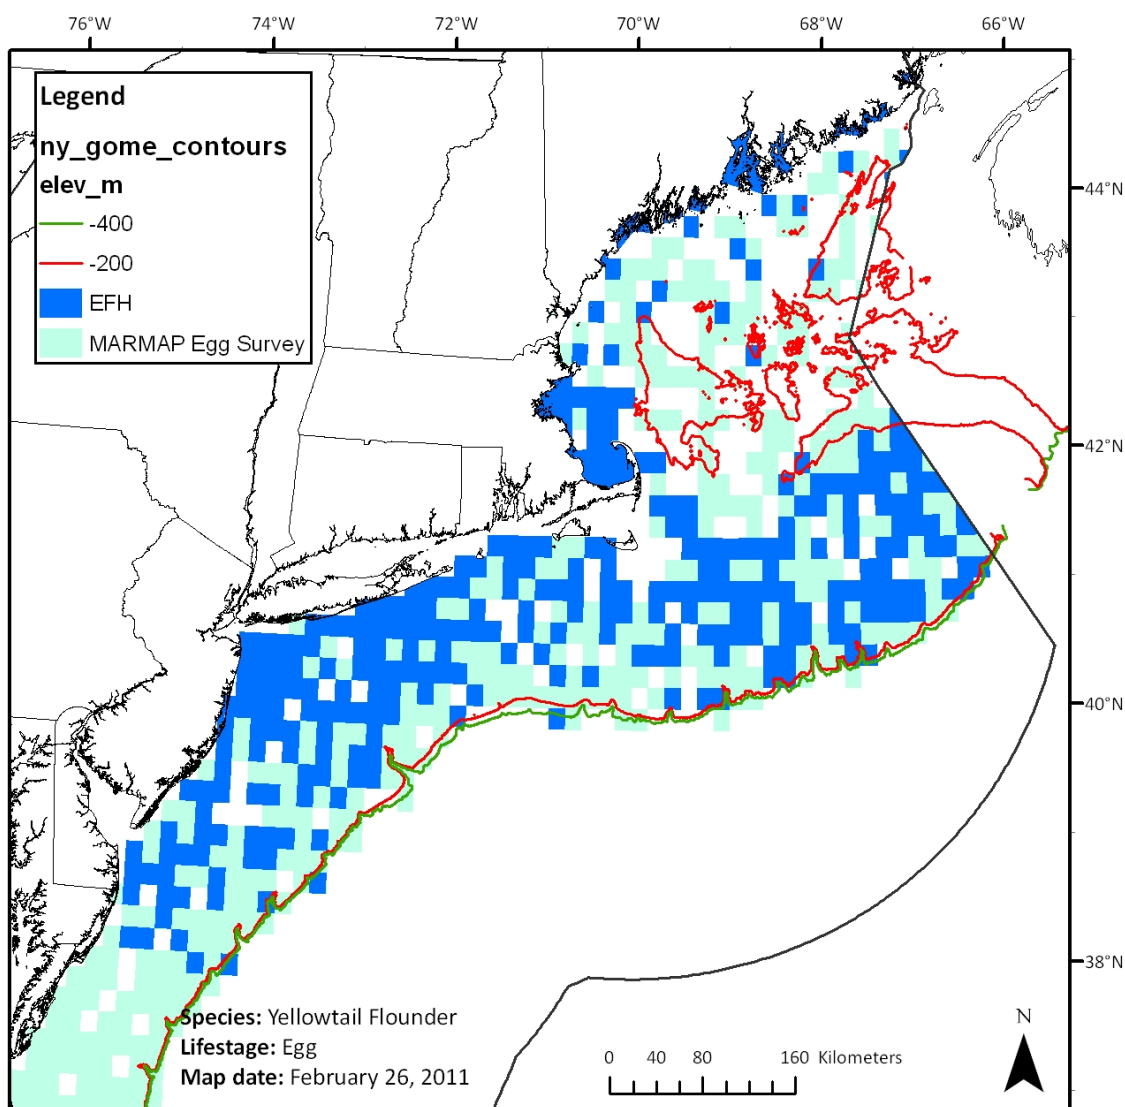 76°W 74°W 72°W 70°W 68°W 66°W
Legend
ny_gome_contours
elev_m
-400
-200
EFH
MARMAP Egg Survey
44°N
42°N
40°N
38°N
Species: Yellowtail Flounder
Lifestage: Egg
Map date: February 26, 2011
0 40 80 160 Kilometers
N